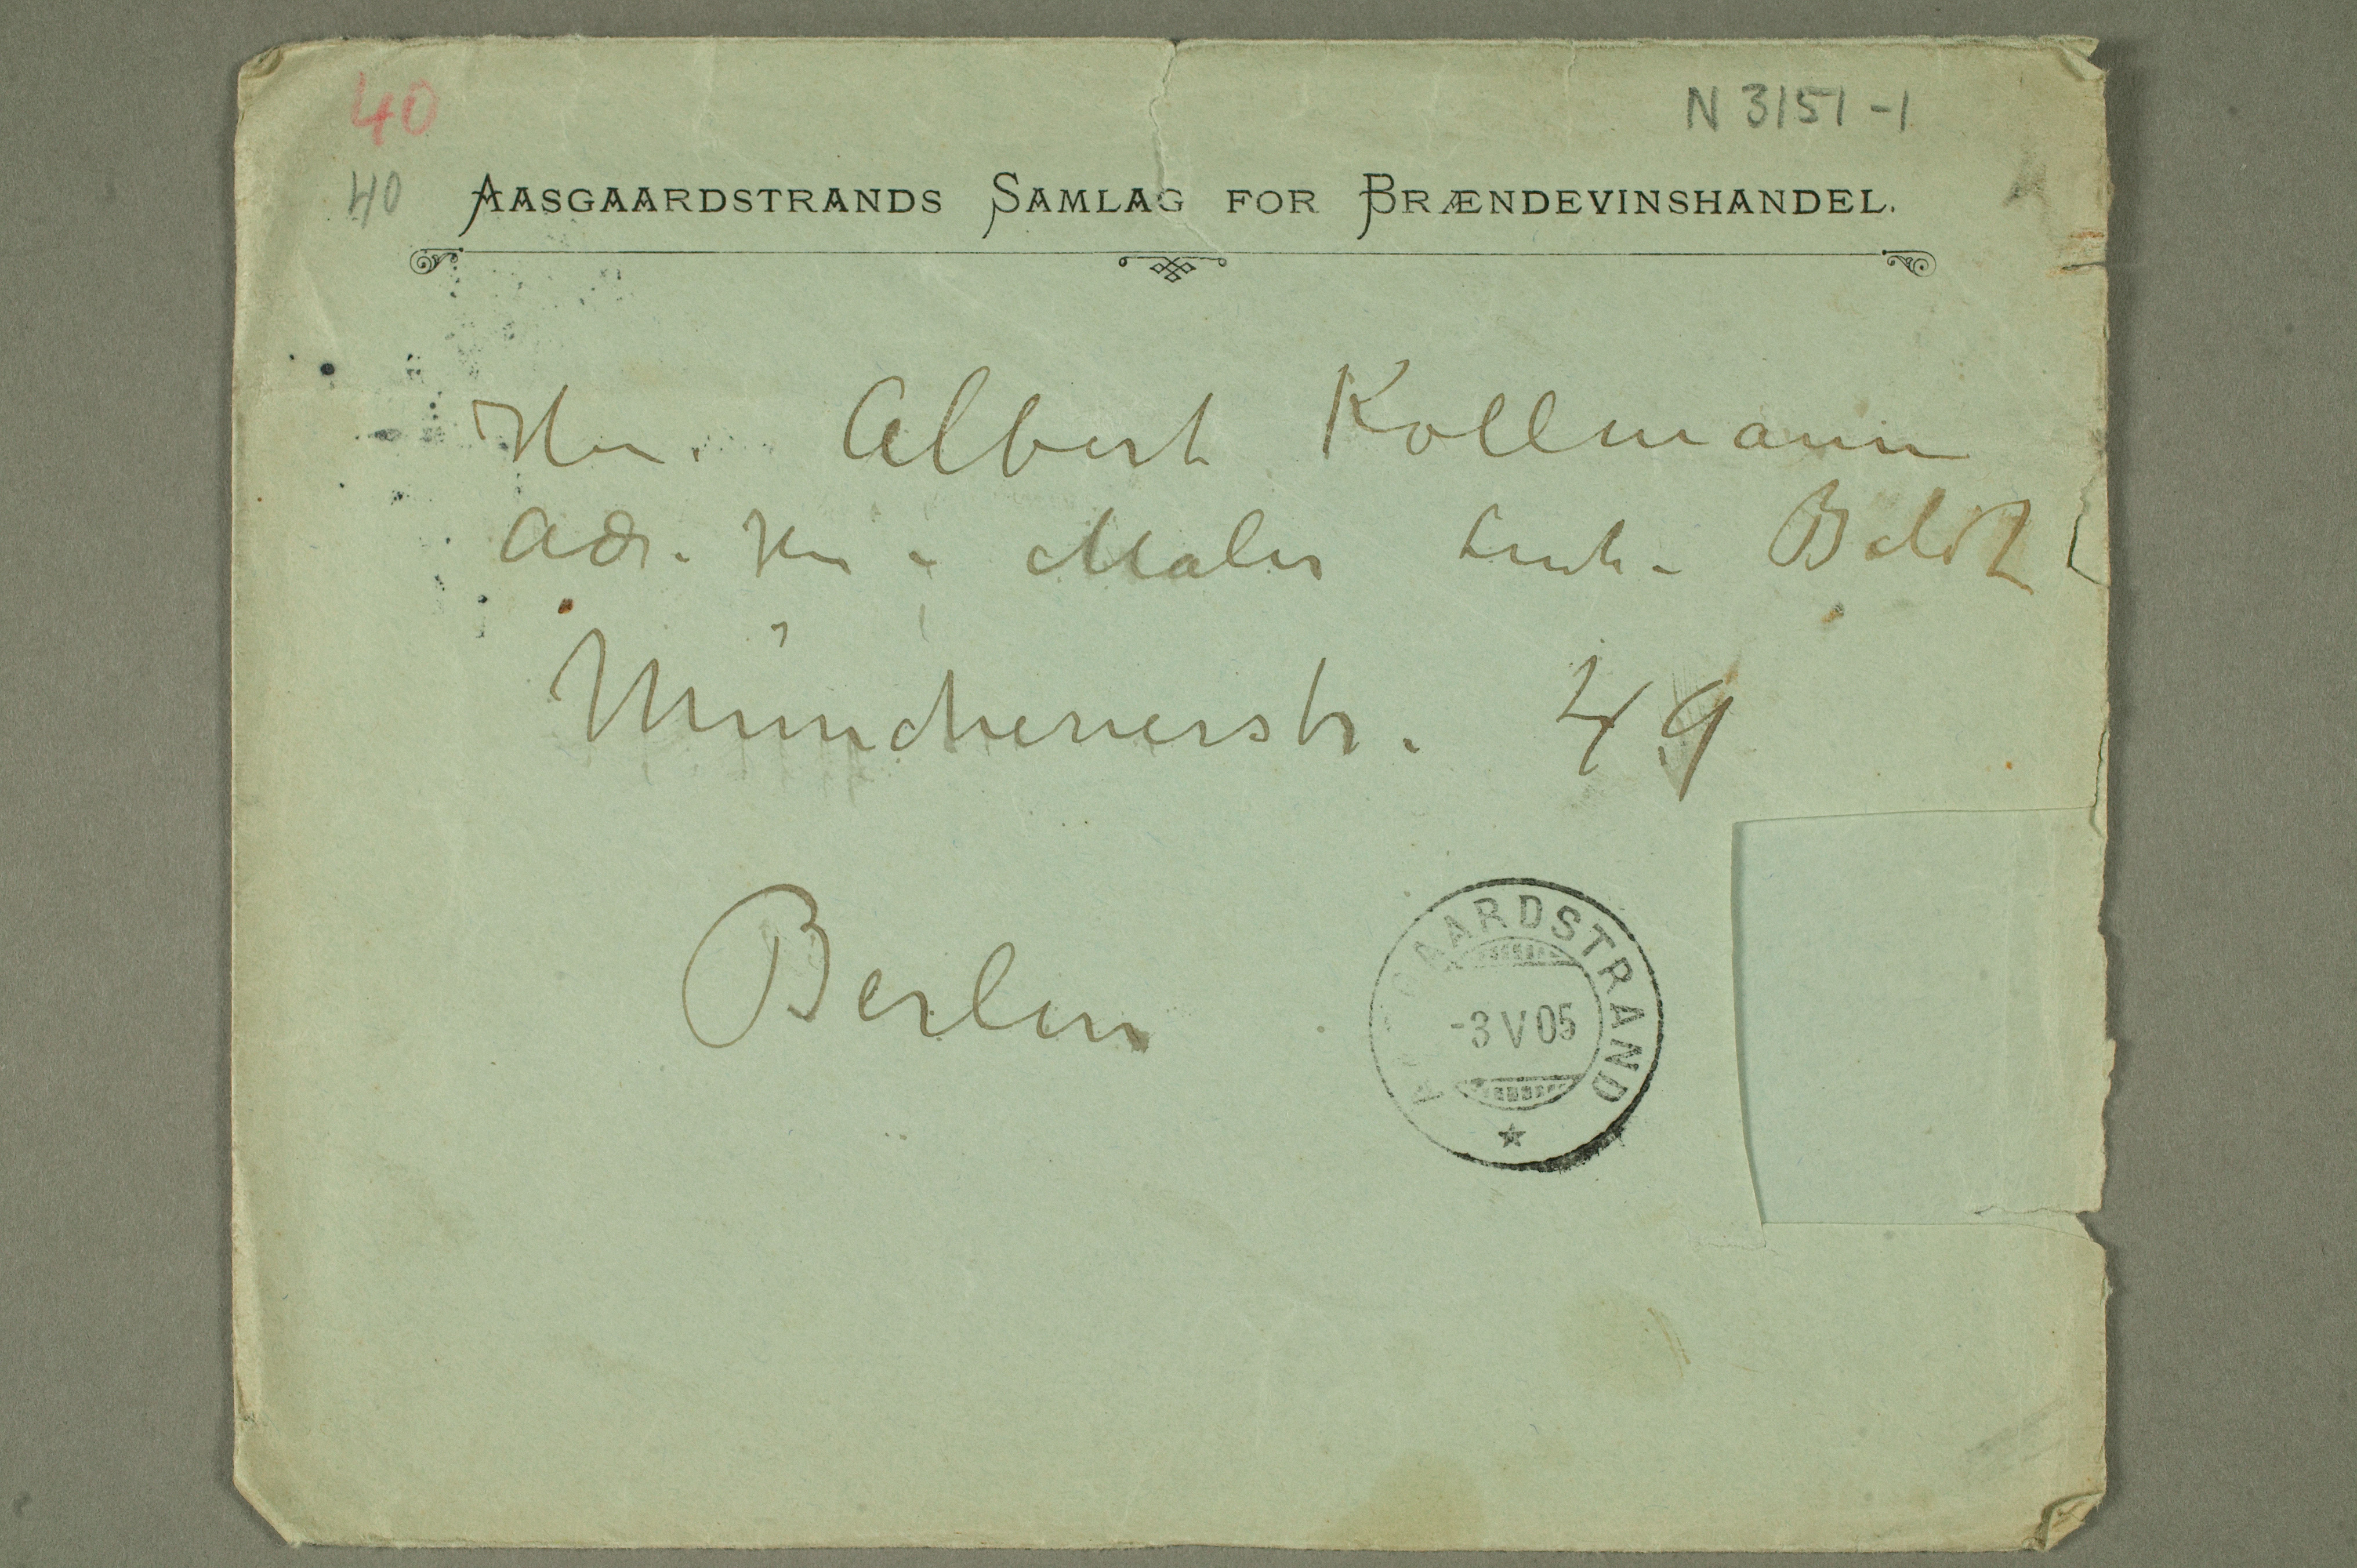 40
N 3151-1
40
AASGAARDSTRANDS SAMLAG FOR BRÆNDEVINSHANDEL.
Hr. Albert Kollmann
adr. Hr. Maler
Münchenerstr. 49
Berlin
AASGAARDSTRAND
-3 V 05